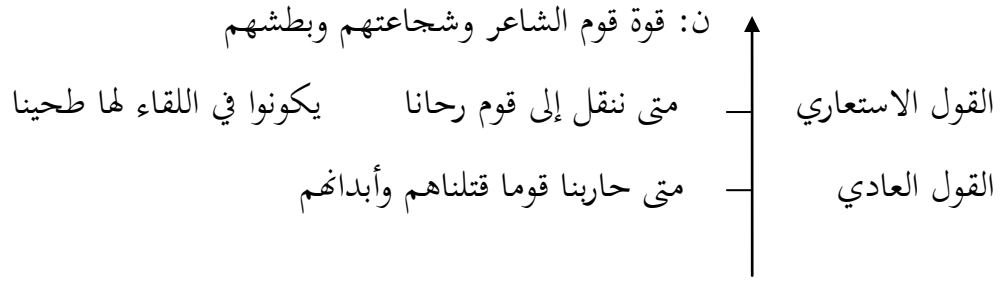 ن: قوة قوم الشاعر وشجاعتهم وبطشهم
القول الاستعاري متى ننقل إلى قوم رحانا يكونوا في اللقاء لها طحينا
القول العادي متى حاربنا قوما قتلناهم وأبدانهم